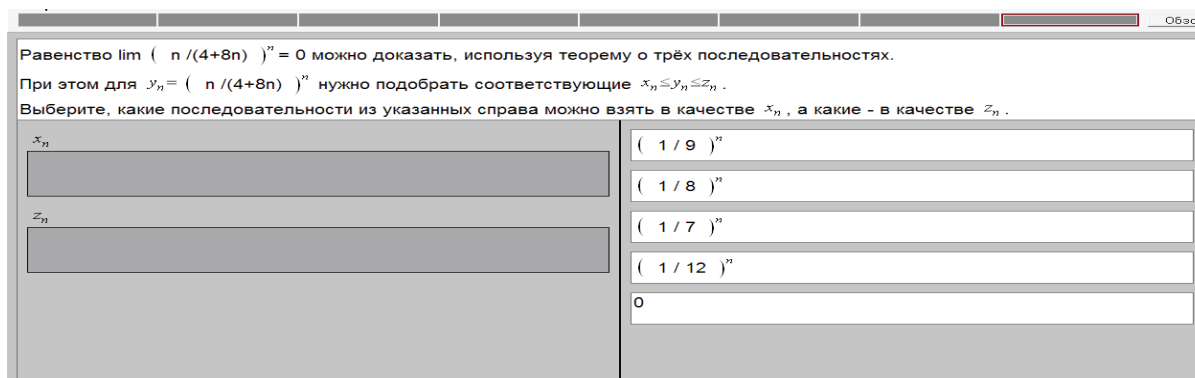 Обзо
Равенство lim ( n /(4+8n) )ⁿ = 0 можно доказать, используя теорему о трёх последовательностях.
При этом для yₙ= ( n /(4+8n) )ⁿ нужно подобрать соответствующие xₙ≤yₙ≤zₙ .
Выберите, какие последовательности из указанных справа можно взять в качестве xₙ , а какие - в качестве zₙ .
xₙ
zₙ
( 1 / 9 )ⁿ
( 1 / 8 )ⁿ
( 1 / 7 )ⁿ
( 1 / 12 )ⁿ
0